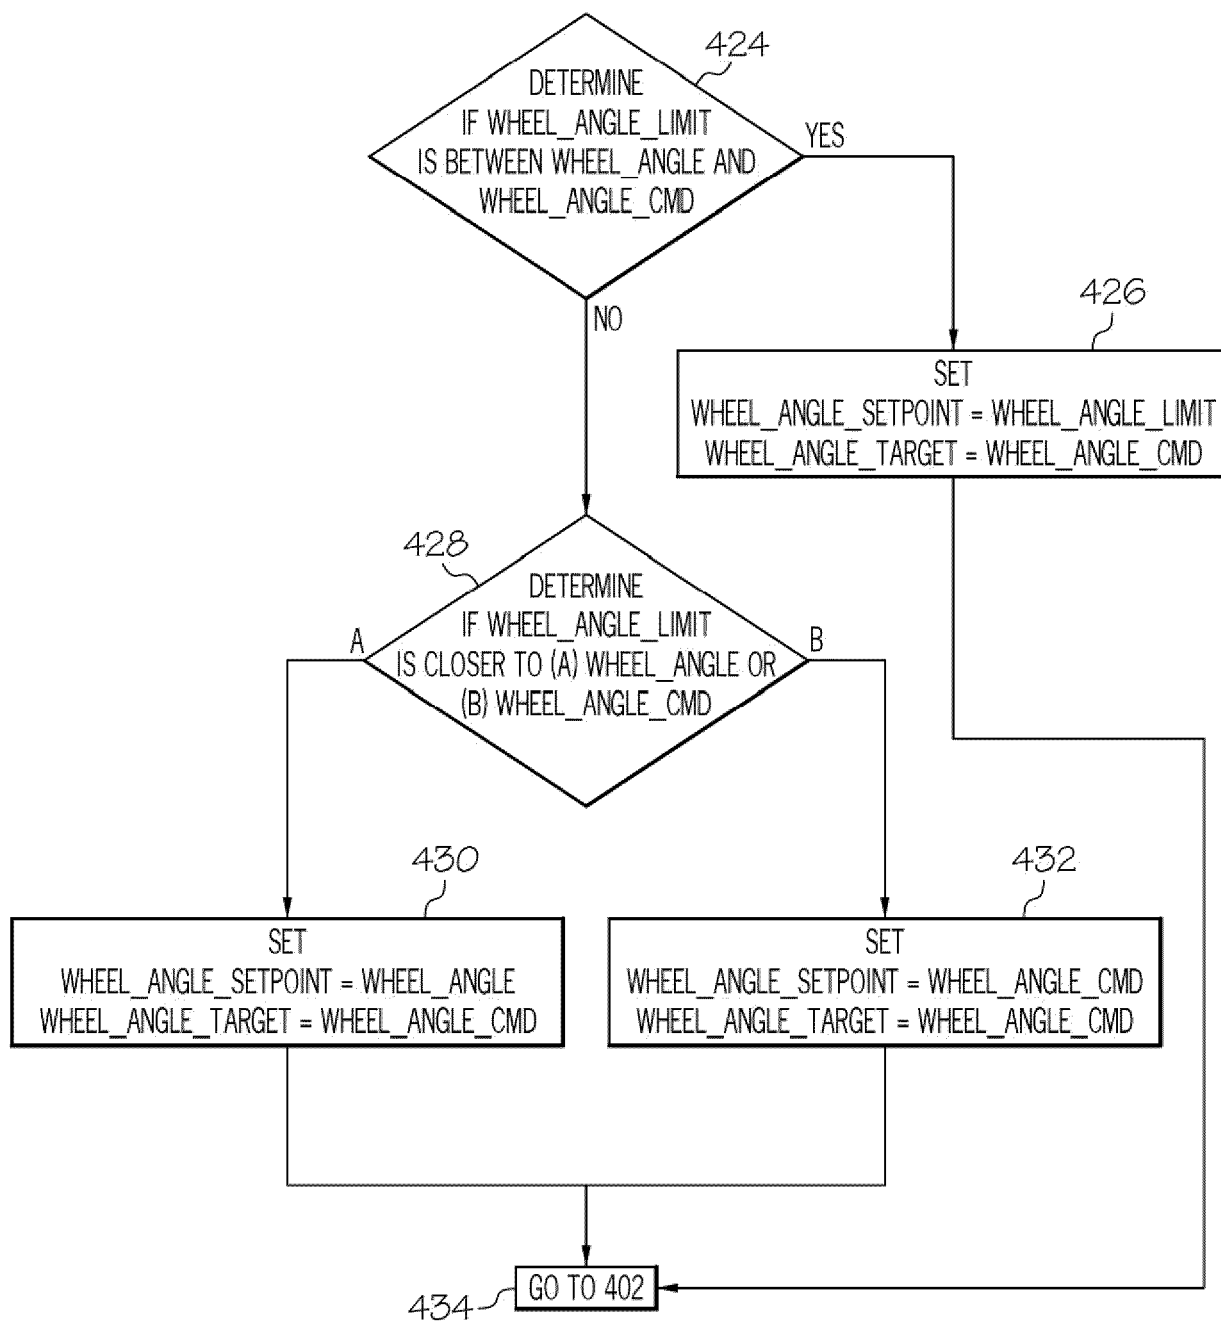 424
DETERMINE
IF WHEEL_ANGLE_LIMIT
IS BETWEEN WHEEL_ANGLE AND
WHEEL_ANGLE_CMD
YES
NO
426
SET
WHEEL_ANGLE_SETPOINT = WHEEL_ANGLE_LIMIT
WHEEL_ANGLE_TARGET = WHEEL_ANGLE_CMD
428
DETERMINE
IF WHEEL_ANGLE_LIMIT
IS CLOSER TO (A) WHEEL_ANGLE OR
(B) WHEEL_ANGLE_CMD
A
B
430
SET
WHEEL_ANGLE_SETPOINT = WHEEL_ANGLE
WHEEL_ANGLE_TARGET = WHEEL_ANGLE_CMD
432
SET
WHEEL_ANGLE_SETPOINT = WHEEL_ANGLE_CMD
WHEEL_ANGLE_TARGET = WHEEL_ANGLE_CMD
GO TO 402
434